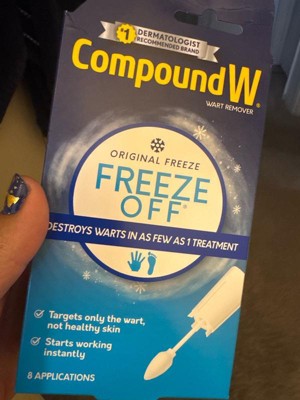 #1 DERMATOLOGIST
RECOMMENDED BRAND
CompoundW®
WART REMOVER
ORIGINAL FREEZE
FREEZE
OFF®
DESTROYS WARTS IN AS FEW AS 1 TREATMENT
Targets only the wart,
not healthy skin
Starts working
instantly
8 APPLICATIONS